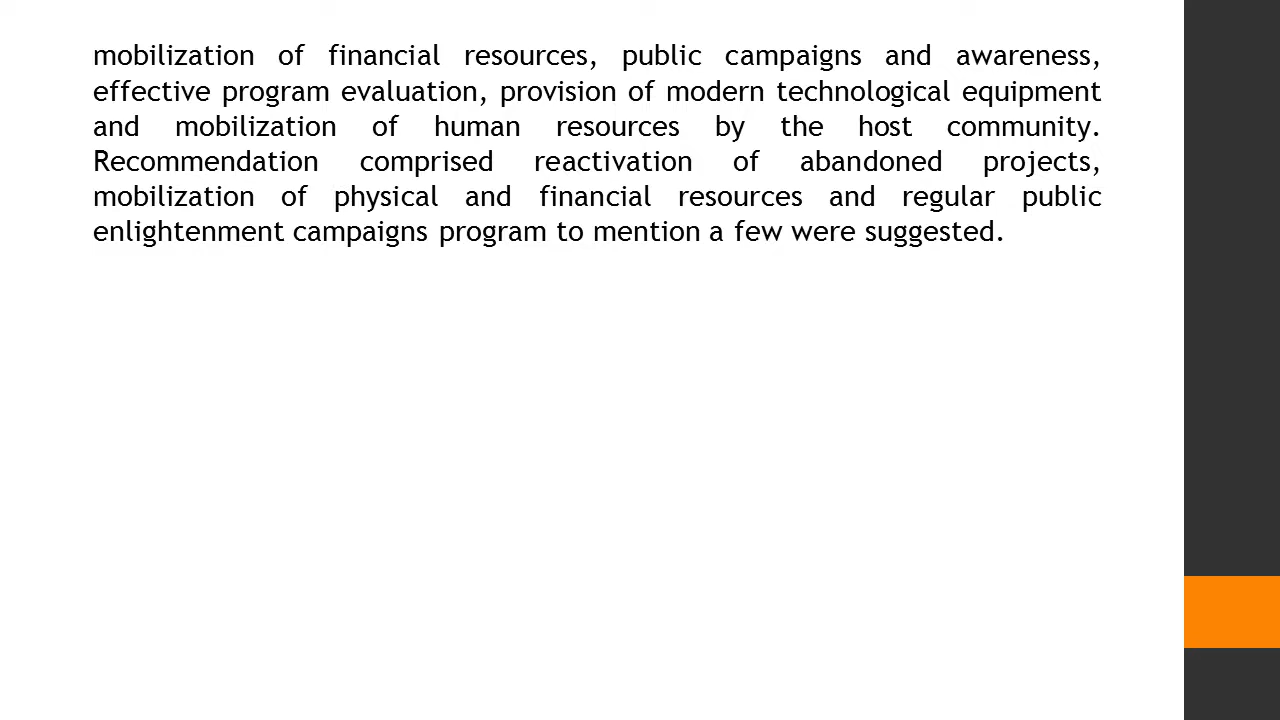 mobilization of financial resources, public campaigns and awareness,
effective program evaluation, provision of modern technological equipment
and mobilization of human resources by the host community.
Recommendation comprised reactivation of abandoned projects,
mobilization of physical and financial resources and regular public
enlightenment campaigns program to mention a few were suggested.